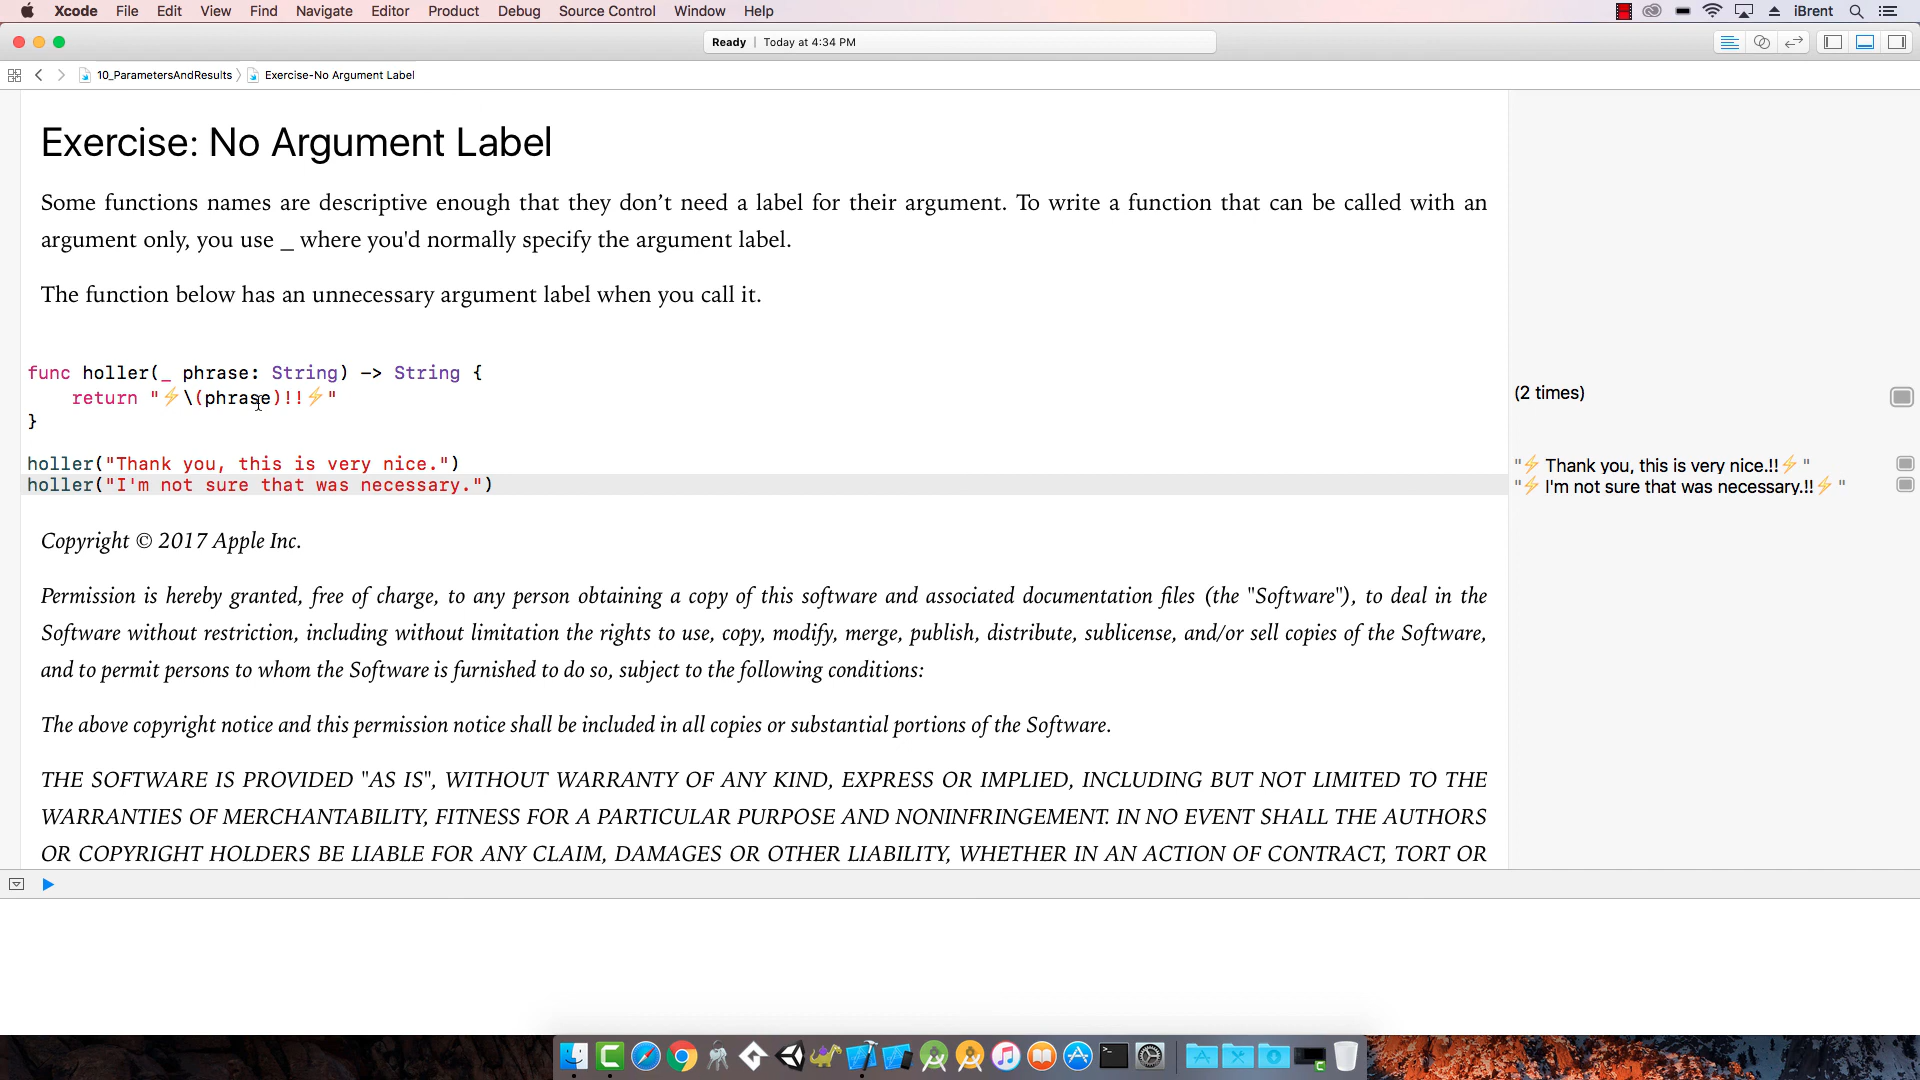 Xcode File Edit View Find Navigate Editor Product Debug Source Control Window Help iBrent
Ready | Today at 4:34 PM
10_ParametersAndResults Exercise-No Argument Label
Exercise: No Argument Label
Some functions names are descriptive enough that they don’t need a label for their argument. To write a function that can be called with an
argument only, you use _ where you'd normally specify the argument label.
The function below has an unnecessary argument label when you call it.
func holler(_ phrase: String) -> String {
return "⚡\(phrase)!!⚡"
(2 times)
}
holler("Thank you, this is very nice.")
"⚡ Thank you, this is very nice.!!⚡ "
holler("I'm not sure that was necessary.")
"⚡ I'm not sure that was necessary.!!⚡ "
Copyright © 2017 Apple Inc.
Permission is hereby granted, free of charge, to any person obtaining a copy of this software and associated documentation files (the "Software"), to deal in the
Software without restriction, including without limitation the rights to use, copy, modify, merge, publish, distribute, sublicense, and/or sell copies of the Software,
and to permit persons to whom the Software is furnished to do so, subject to the following conditions:
The above copyright notice and this permission notice shall be included in all copies or substantial portions of the Software.
THE SOFTWARE IS PROVIDED "AS IS", WITHOUT WARRANTY OF ANY KIND, EXPRESS OR IMPLIED, INCLUDING BUT NOT LIMITED TO THE
WARRANTIES OF MERCHANTABILITY, FITNESS FOR A PARTICULAR PURPOSE AND NONINFRINGEMENT. IN NO EVENT SHALL THE AUTHORS
OR COPYRIGHT HOLDERS BE LIABLE FOR ANY CLAIM, DAMAGES OR OTHER LIABILITY, WHETHER IN AN ACTION OF CONTRACT, TORT OR